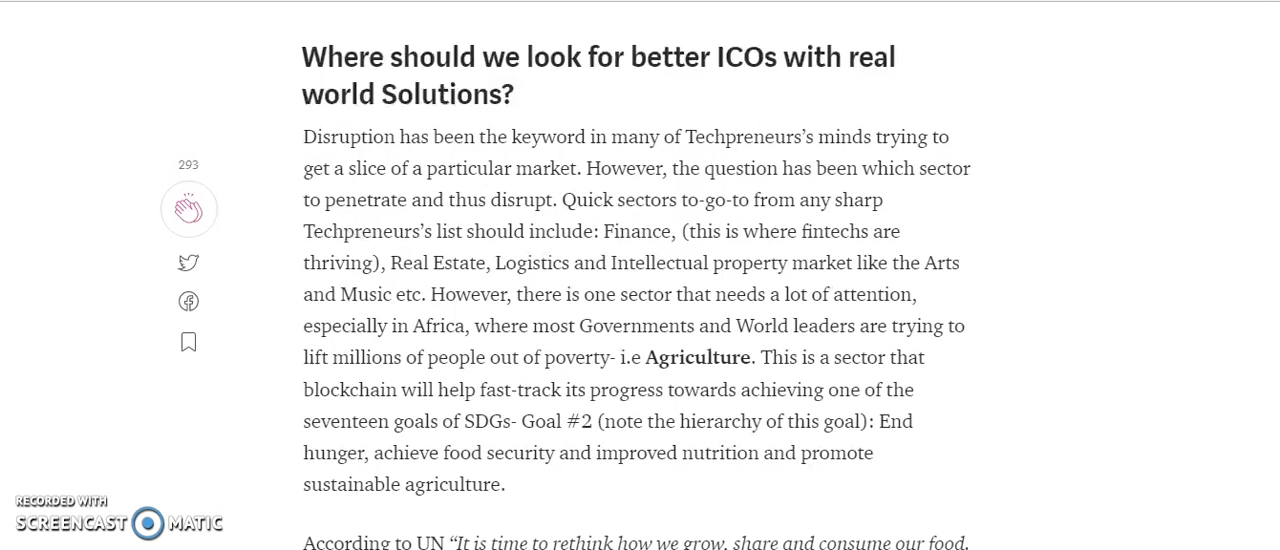 Where should we look for better ICOs with real
world Solutions?
Disruption has been the keyword in many of Techpreneurs's minds trying to
get a slice of a particular market. However, the question has been which sector
to penetrate and thus disrupt. Quick sectors to-go-to from any sharp
Techpreneurs's list should include: Finance, (this is where fintechs are
thriving), Real Estate, Logistics and Intellectual property market like the Arts
and Music etc. However, there is one sector that needs a lot of attention,
especially in Africa, where most Governments and World leaders are trying to
lift millions of people out of poverty- i.e Agriculture. This is a sector that
blockchain will help fast-track its progress towards achieving one of the
seventeen goals of SDGs- Goal #2 (note the hierarchy of this goal): End
hunger, achieve food security and improved nutrition and promote
sustainable agriculture.
According to UN “It is time to rethink how we grow, share and consume our food.
293
RECORDED WITH
SCREENCAST MATIC